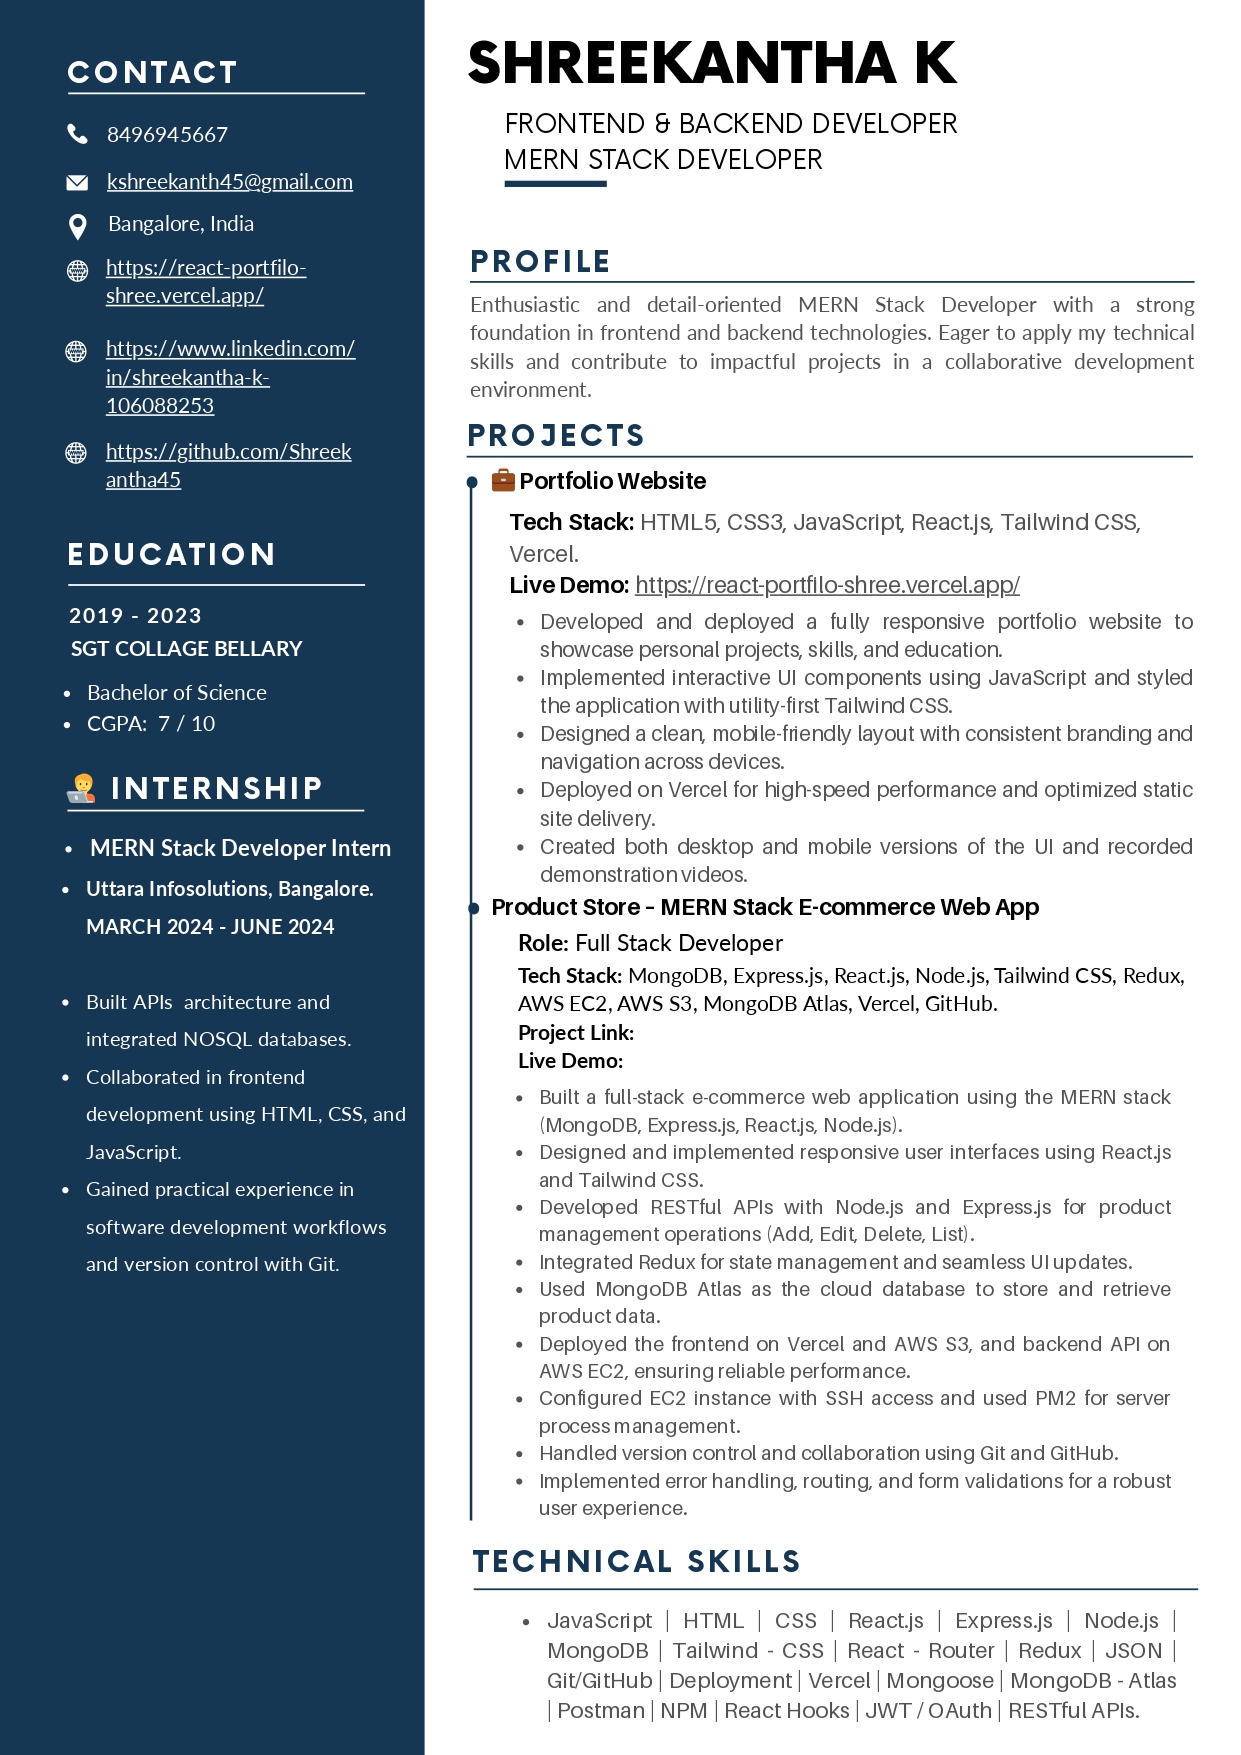 CONTACT
8496945667
kshreekanth45@gmail.com
Bangalore, India
https://react-portfilo-
shree.vercel.app/
https://www.linkedin.com/
in/shreekantha-k-
106088253
https://github.com/Shreek
antha45
EDUCATION
2019 - 2023
SGT COLLAGE BELLARY
• Bachelor of Science
• CGPA: 7 / 10
🧑‍💻 INTERNSHIP
• MERN Stack Developer Intern
• Uttara Infosolutions, Bangalore.
MARCH 2024 - JUNE 2024
• Built APIs architecture and
integrated NOSQL databases.
• Collaborated in frontend
development using HTML, CSS, and
JavaScript.
• Gained practical experience in
software development workflows
and version control with Git.
SHREEKANTHA K
FRONTEND & BACKEND DEVELOPER
MERN STACK DEVELOPER
PROFILE
Enthusiastic and detail-oriented MERN Stack Developer with a strong
foundation in frontend and backend technologies. Eager to apply my technical
skills and contribute to impactful projects in a collaborative development
environment.
PROJECTS
💼 Portfolio Website
Tech Stack: HTML5, CSS3, JavaScript, React.js, Tailwind CSS,
Vercel.
Live Demo: https://react-portfilo-shree.vercel.app/
• Developed and deployed a fully responsive portfolio website to
showcase personal projects, skills, and education.
• Implemented interactive UI components using JavaScript and styled
the application with utility-first Tailwind CSS.
• Designed a clean, mobile-friendly layout with consistent branding and
navigation across devices.
• Deployed on Vercel for high-speed performance and optimized static
site delivery.
• Created both desktop and mobile versions of the UI and recorded
demonstration videos.
Product Store – MERN Stack E-commerce Web App
Role: Full Stack Developer
Tech Stack: MongoDB, Express.js, React.js, Node.js, Tailwind CSS, Redux,
AWS EC2, AWS S3, MongoDB Atlas, Vercel, GitHub.
Project Link:
Live Demo:
• Built a full-stack e-commerce web application using the MERN stack
(MongoDB, Express.js, React.js, Node.js).
• Designed and implemented responsive user interfaces using React.js
and Tailwind CSS.
• Developed RESTful APIs with Node.js and Express.js for product
management operations (Add, Edit, Delete, List).
• Integrated Redux for state management and seamless UI updates.
• Used MongoDB Atlas as the cloud database to store and retrieve
product data.
• Deployed the frontend on Vercel and AWS S3, and backend API on
AWS EC2, ensuring reliable performance.
• Configured EC2 instance with SSH access and used PM2 for server
process management.
• Handled version control and collaboration using Git and GitHub.
• Implemented error handling, routing, and form validations for a robust
user experience.
TECHNICAL SKILLS
• JavaScript | HTML | CSS | React.js | Express.js | Node.js |
MongoDB | Tailwind - CSS | React - Router | Redux | JSON |
Git/GitHub | Deployment | Vercel | Mongoose | MongoDB - Atlas
| Postman | NPM | React Hooks | JWT / OAuth | RESTful APIs.